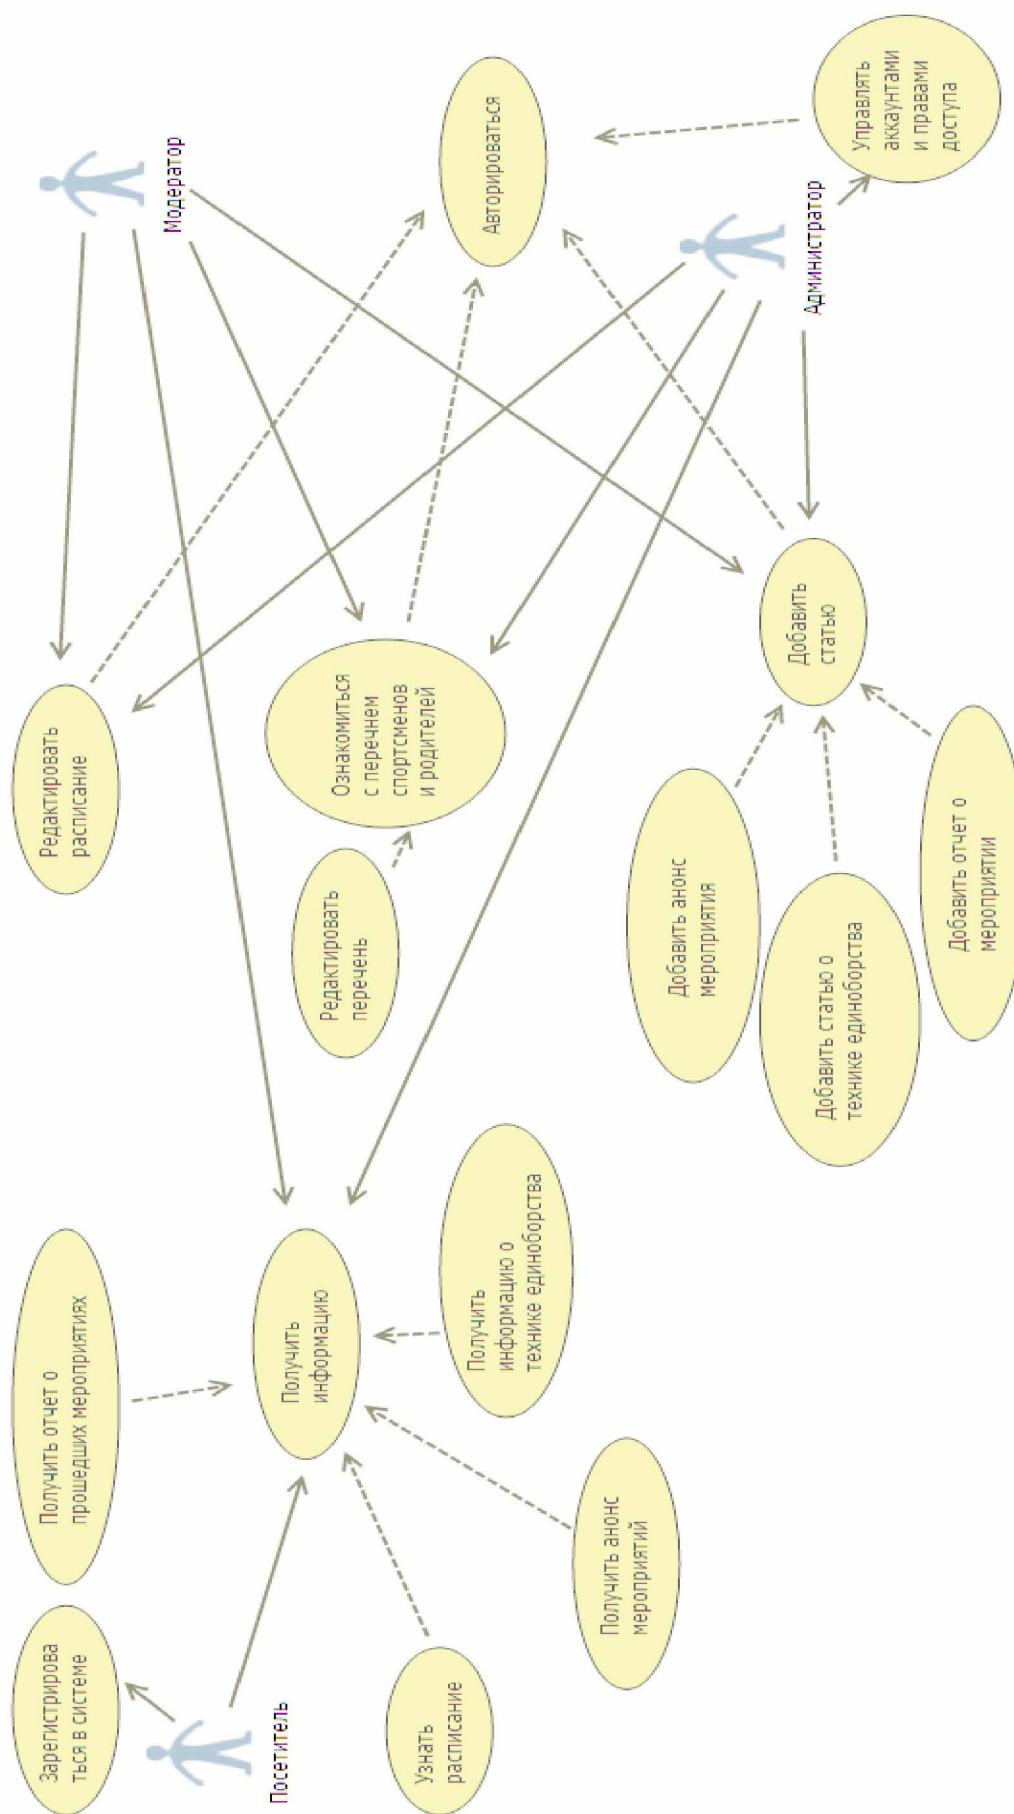 Зарегистрирова
ться в системе
Получить отчет о
прошедших мероприятиях
Редактировать
расписание
Модератор
Посетитель
Получить
информацию
Редактировать
перечень
Ознакомиться
с перечнем
спортсменов
и родителей
Авторироваться
Узнать
расписание
Получить
информацию о
технике единоборства
Получить анонс
мероприятий
Добавить анонс
мероприятия
Добавить статью о
технике единоборства
Добавить отчет о
мероприятии
Добавить
статью
Администратор
Управлять
аккаунтами
и правами
доступа